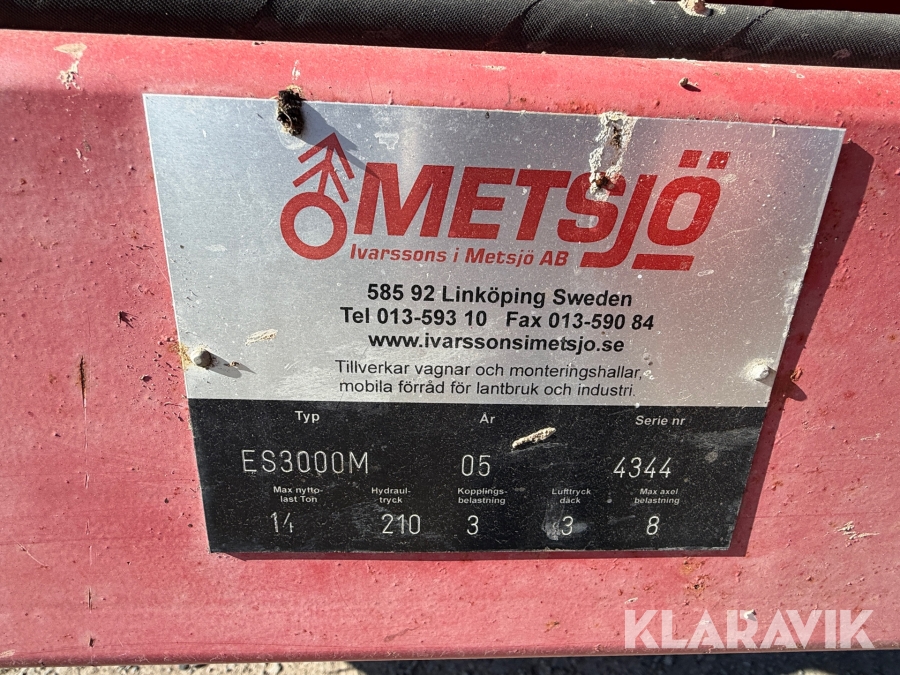 METSJÖ
Ivarssons i Metsjö AB
585 92 Linköping Sweden
Tel 013-593 10 Fax 013-590 84
www.ivarssonsimetsjo.se
Tillverkar vagnar och monteringshallar,
mobila förråd för lantbruk och industri.
Typ År Serie nr
ES3000M 05 4344
Max nytto- Hydraul- Kopplings- Lufttryck Max axel
last Ton tryck belastning däck belastning
14 210 3 3 8
KLARAVIK